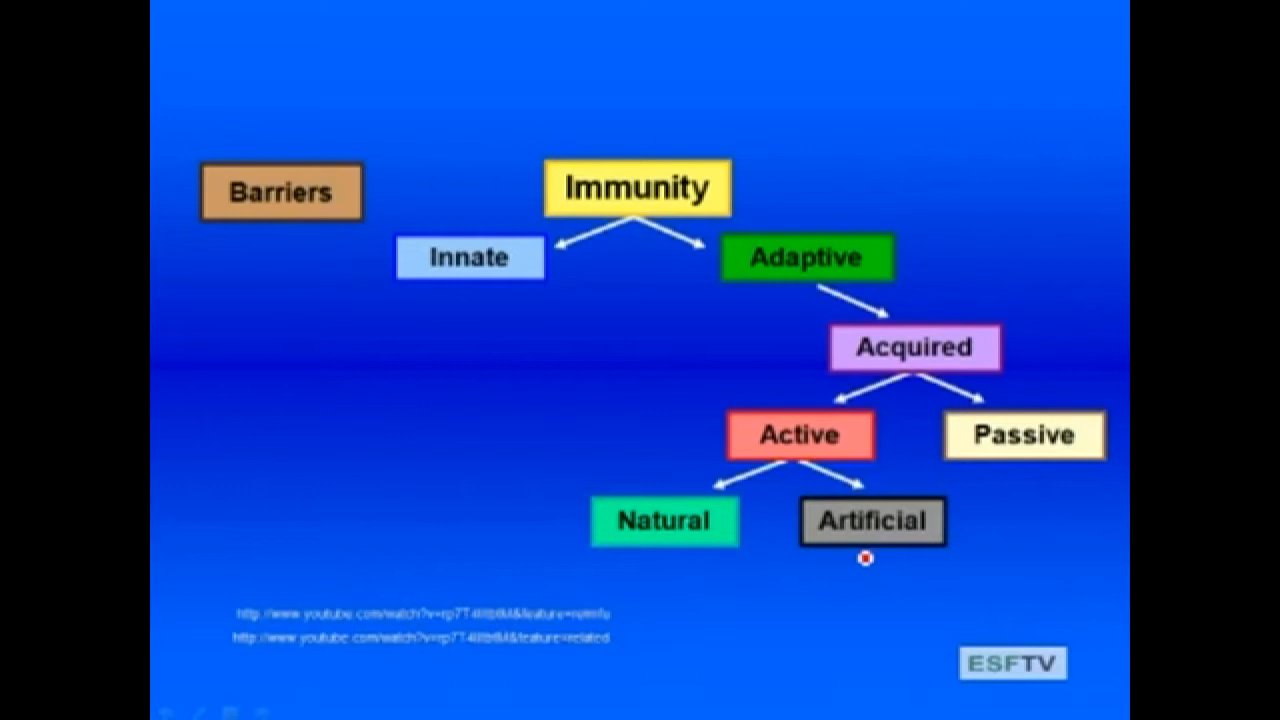 Barriers
Immunity
Innate
Adaptive
Acquired
Active
Passive
Natural
Artificial
ESFTV